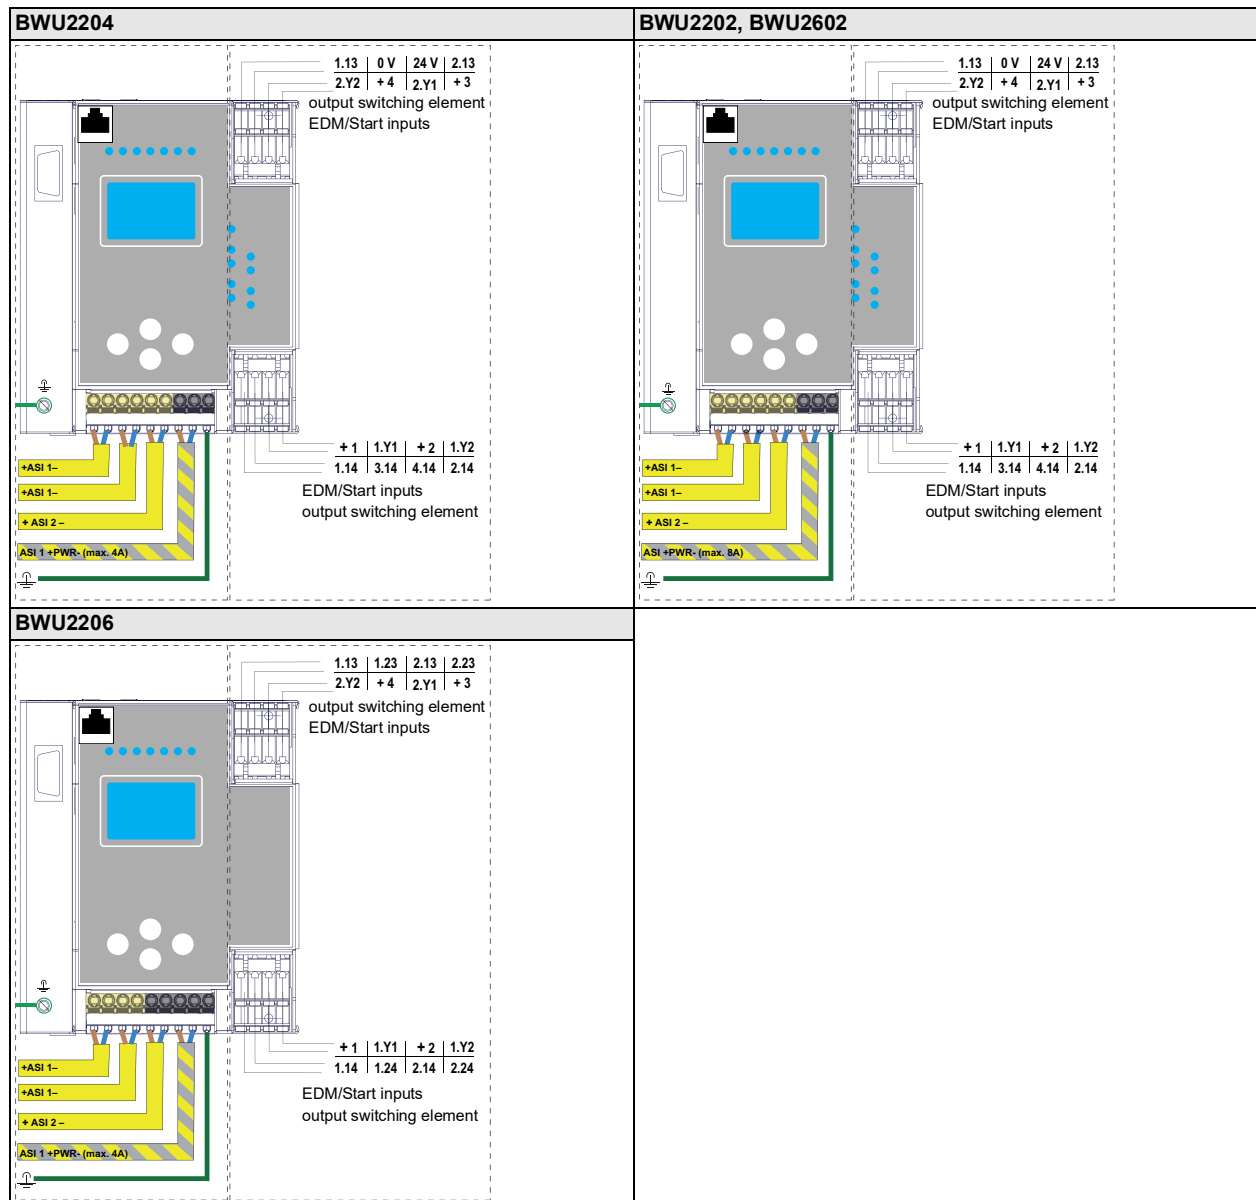 BWU2204
1.13 0 V 24 V 2.13
2.Y2 + 4 2.Y1 + 3
output switching element
EDM/Start inputs
+ 1 1.Y1 + 2 1.Y2
1.14 3.14 4.14 2.14
EDM/Start inputs
output switching element
+ASI 1–
+ASI 1–
+ ASI 2 –
ASI 1 +PWR- (max. 4A)
BWU2202, BWU2602
1.13 0 V 24 V 2.13
2.Y2 + 4 2.Y1 + 3
output switching element
EDM/Start inputs
+ 1 1.Y1 + 2 1.Y2
1.14 3.14 4.14 2.14
EDM/Start inputs
output switching element
+ASI 1–
+ASI 1–
+ ASI 2 –
ASI +PWR- (max. 8A)
BWU2206
1.13 1.23 2.13 2.23
2.Y2 + 4 2.Y1 + 3
output switching element
EDM/Start inputs
+ 1 1.Y1 + 2 1.Y2
1.14 1.24 2.14 2.24
EDM/Start inputs
output switching element
+ASI 1–
+ASI 1–
+ ASI 2 –
ASI 1 +PWR- (max. 4A)